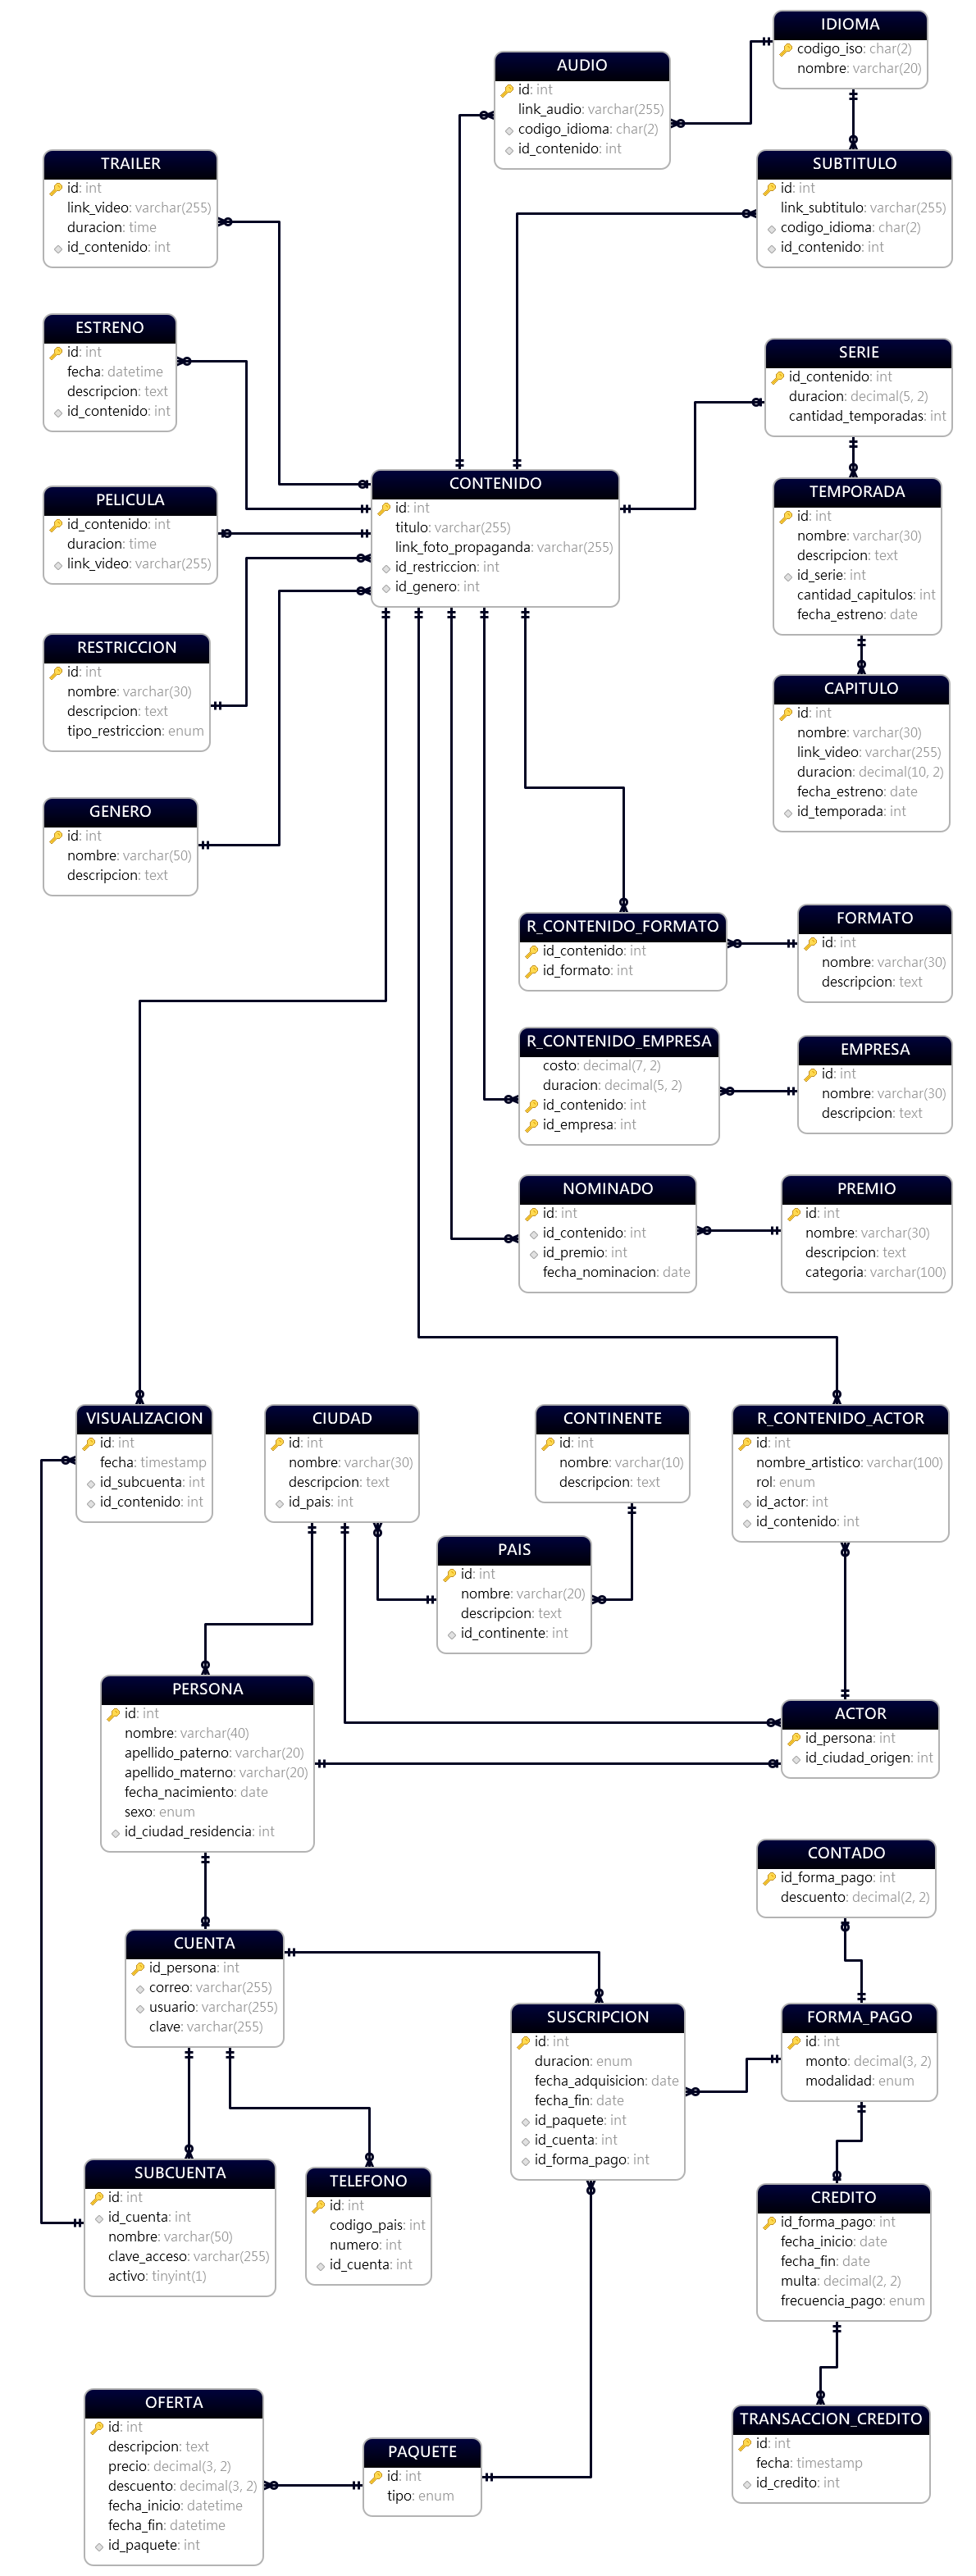 IDIOMA
codigo_iso: char(2)
nombre: varchar(20)
AUDIO
id: int
link_audio: varchar(255)
codigo_idioma: char(2)
id_contenido: int
TRAILER
id: int
link_video: varchar(255)
duracion: time
id_contenido: int
SUBTITULO
id: int
link_subtitulo: varchar(255)
codigo_idioma: char(2)
id_contenido: int
ESTRENO
id: int
fecha: datetime
descripcion: text
id_contenido: int
SERIE
id_contenido: int
duracion: decimal(5, 2)
cantidad_temporadas: int
CONTENIDO
id: int
titulo: varchar(255)
link_foto_propaganda: varchar(255)
id_restriccion: int
id_genero: int
TEMPORADA
id: int
nombre: varchar(30)
descripcion: text
id_serie: int
cantidad_capitulos: int
fecha_estreno: date
PELICULA
id_contenido: int
duracion: time
link_video: varchar(255)
RESTRICCION
id: int
nombre: varchar(30)
descripcion: text
tipo_restriccion: enum
CAPITULO
id: int
nombre: varchar(30)
link_video: varchar(255)
duracion: decimal(10, 2)
fecha_estreno: date
id_temporada: int
GENERO
id: int
nombre: varchar(50)
descripcion: text
R_CONTENIDO_FORMATO
id_contenido: int
id_formato: int
FORMATO
id: int
nombre: varchar(30)
descripcion: text
R_CONTENIDO_EMPRESA
costo: decimal(7, 2)
duracion: decimal(5, 2)
id_contenido: int
id_empresa: int
EMPRESA
id: int
nombre: varchar(30)
descripcion: text
NOMINADO
id: int
id_contenido: int
id_premio: int
fecha_nominacion: date
PREMIO
id: int
nombre: varchar(30)
descripcion: text
categoria: varchar(100)
VISUALIZACION
id: int
fecha: timestamp
id_subcuenta: int
id_contenido: int
CIUDAD
id: int
nombre: varchar(30)
descripcion: text
id_pais: int
CONTINENTE
id: int
nombre: varchar(10)
descripcion: text
R_CONTENIDO_ACTOR
id: int
nombre_artistico: varchar(100)
rol: enum
id_actor: int
id_contenido: int
PAIS
id: int
nombre: varchar(20)
descripcion: text
id_continente: int
PERSONA
id: int
nombre: varchar(40)
apellido_paterno: varchar(20)
apellido_materno: varchar(20)
fecha_nacimiento: date
sexo: enum
id_ciudad_residencia: int
ACTOR
id_persona: int
id_ciudad_origen: int
CONTADO
id_forma_pago: int
descuento: decimal(2, 2)
CUENTA
id_persona: int
correo: varchar(255)
usuario: varchar(255)
clave: varchar(255)
SUSCRIPCION
id: int
duracion: enum
fecha_adquisicion: date
fecha_fin: date
id_paquete: int
id_cuenta: int
id_forma_pago: int
FORMA_PAGO
id: int
monto: decimal(3, 2)
modalidad: enum
SUBCUENTA
id: int
id_cuenta: int
nombre: varchar(50)
clave_acceso: varchar(255)
activo: tinyint(1)
TELEFONO
id: int
codigo_pais: int
numero: int
id_cuenta: int
CREDITO
id_forma_pago: int
fecha_inicio: date
fecha_fin: date
multa: decimal(2, 2)
frecuencia_pago: enum
OFERTA
id: int
descripcion: text
precio: decimal(3, 2)
descuento: decimal(3, 2)
fecha_inicio: datetime
fecha_fin: datetime
id_paquete: int
PAQUETE
id: int
tipo: enum
TRANSACCION_CREDITO
id: int
fecha: timestamp
id_credito: int